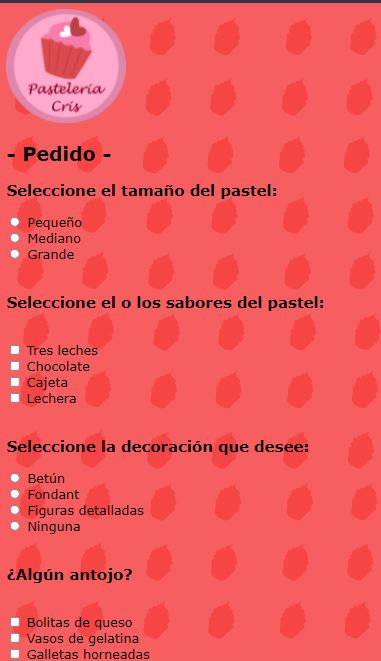 Pastelería
Cris
- Pedido -
Seleccione el tamaño del pastel:
Pequeño
Mediano
Grande
Seleccione el o los sabores del pastel:
Tres leches
Chocolate
Cajeta
Lechera
Seleccione la decoración que desee:
Betún
Fondant
Figuras detalladas
Ninguna
¿Algún antojo?
Bolitas de queso
Vasos de gelatina
Galletas horneadas